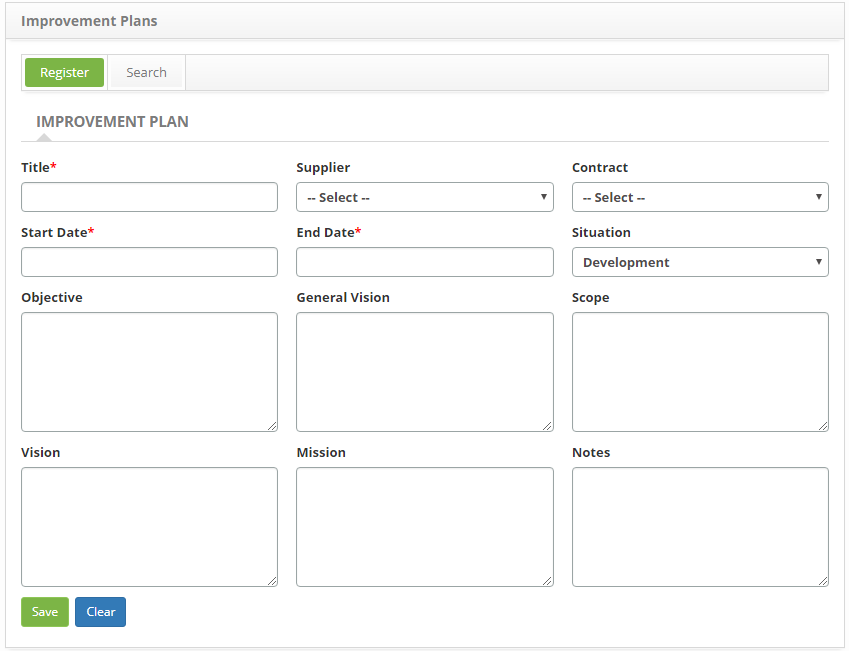 Improvement Plans
Register Search
IMPROVEMENT PLAN
Title* Supplier Contract
-- Select -- -- Select --
Start Date* End Date* Situation
Development
Objective General Vision Scope
Vision Mission Notes
Save Clear